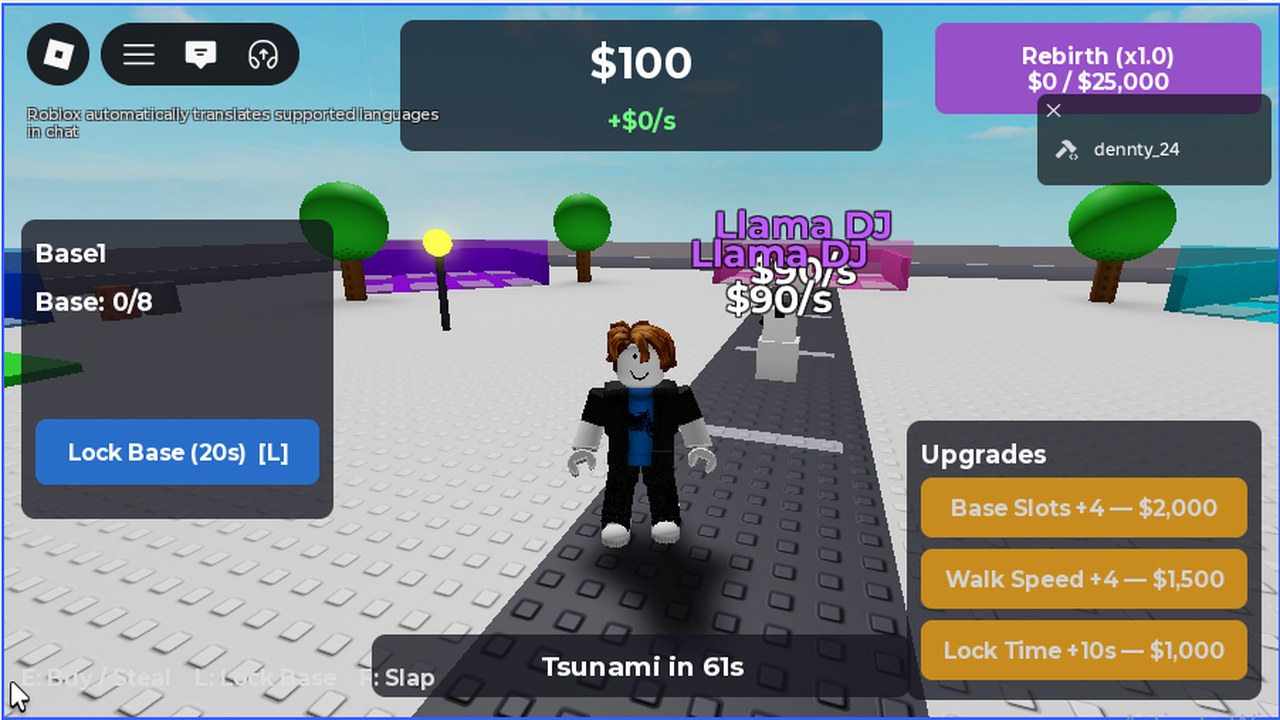 $100
+$0/s
Rebirth (x1.0)
$0 / $25,000
Roblox automatically translates supported languages
in chat
dennty_24
Llama DJ
Llama DJ
$90/s
$90/s
Base1
Base: 0/8
Lock Base (20s) [L]
Upgrades
Base Slots +4 — $2,000
Walk Speed +4 — $1,500
Lock Time +10s — $1,000
Tsunami in 61s
E: Buy / Steal L: Lock Base F: Slap